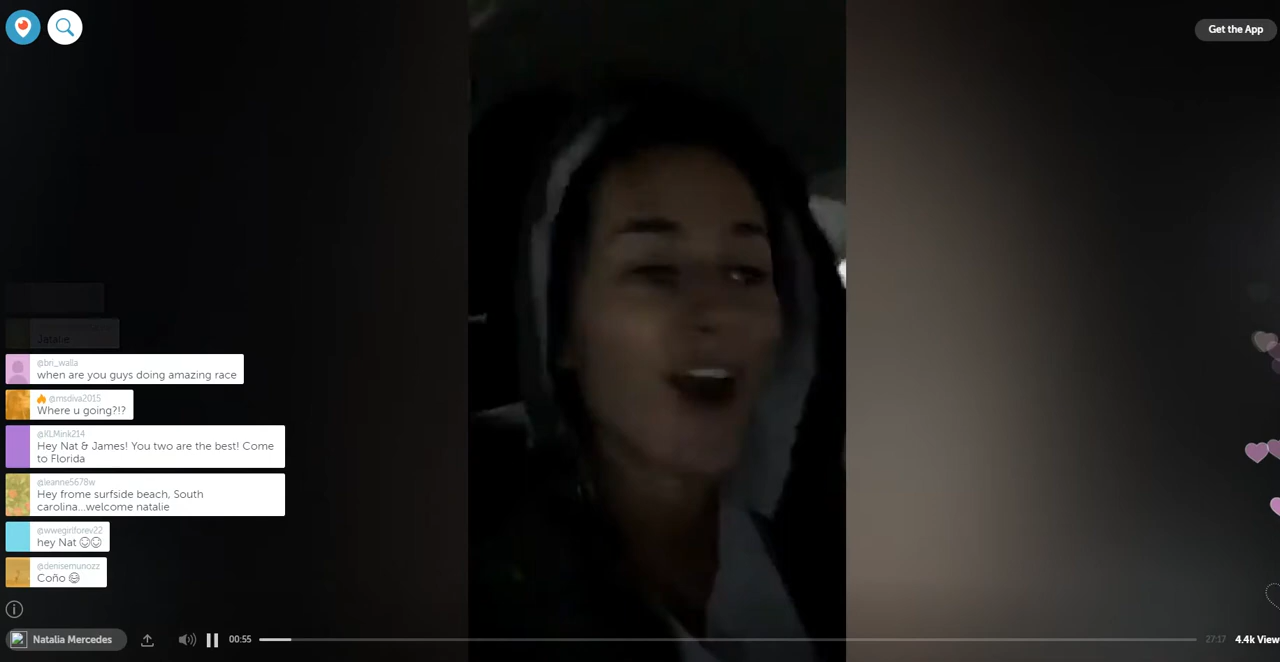 Get the App
Jatalie
@bri_walla
when are you guys doing amazing race
@msdiva2015
Where u going?!?
@KLMink214
Hey Nat & James! You two are the best! Come
to Florida
@leanne5678w
Hey frome surfside beach, South
carolina...welcome natalie
@wwegirlforev22
hey Nat 😊😊
@denisemunozz
Coño 😂
Natalia Mercedes
00:55
27:17
4.4k View